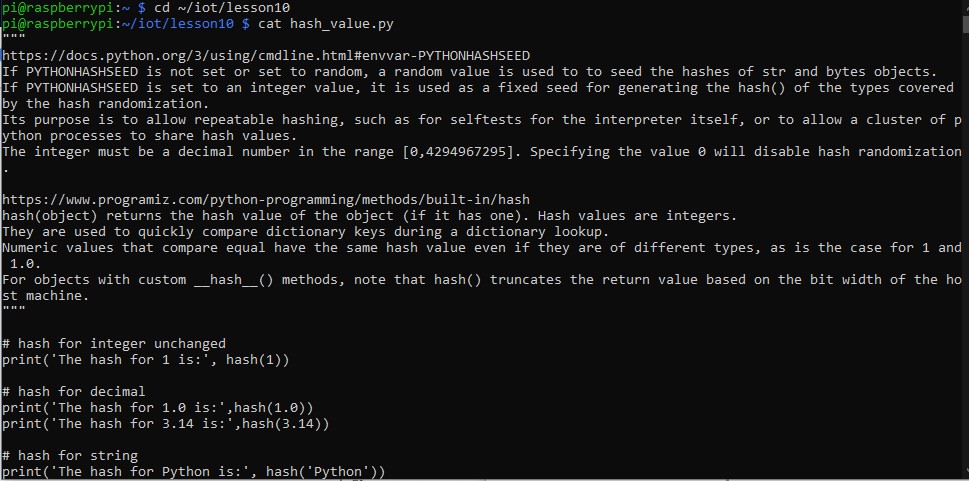 pi@raspberrypi:~ $ cd ~/iot/lesson10
pi@raspberrypi:~/iot/lesson10 $ cat hash_value.py
"""
https://docs.python.org/3/using/cmdline.html#envvar-PYTHONHASHSEED
If PYTHONHASHSEED is not set or set to random, a random value is used to to seed the hashes of str and bytes objects.
If PYTHONHASHSEED is set to an integer value, it is used as a fixed seed for generating the hash() of the types covered
by the hash randomization.
Its purpose is to allow repeatable hashing, such as for selftests for the interpreter itself, or to allow a cluster of p
ython processes to share hash values.
The integer must be a decimal number in the range [0,4294967295]. Specifying the value 0 will disable hash randomization
.
https://www.programiz.com/python-programming/methods/built-in/hash
hash(object) returns the hash value of the object (if it has one). Hash values are integers.
They are used to quickly compare dictionary keys during a dictionary lookup.
Numeric values that compare equal have the same hash value even if they are of different types, as is the case for 1 and
 1.0.
For objects with custom __hash__() methods, note that hash() truncates the return value based on the bit width of the ho
st machine.
"""
# hash for integer unchanged
print('The hash for 1 is:', hash(1))
# hash for decimal
print('The hash for 1.0 is:',hash(1.0))
print('The hash for 3.14 is:',hash(3.14))
# hash for string
print('The hash for Python is:', hash('Python'))